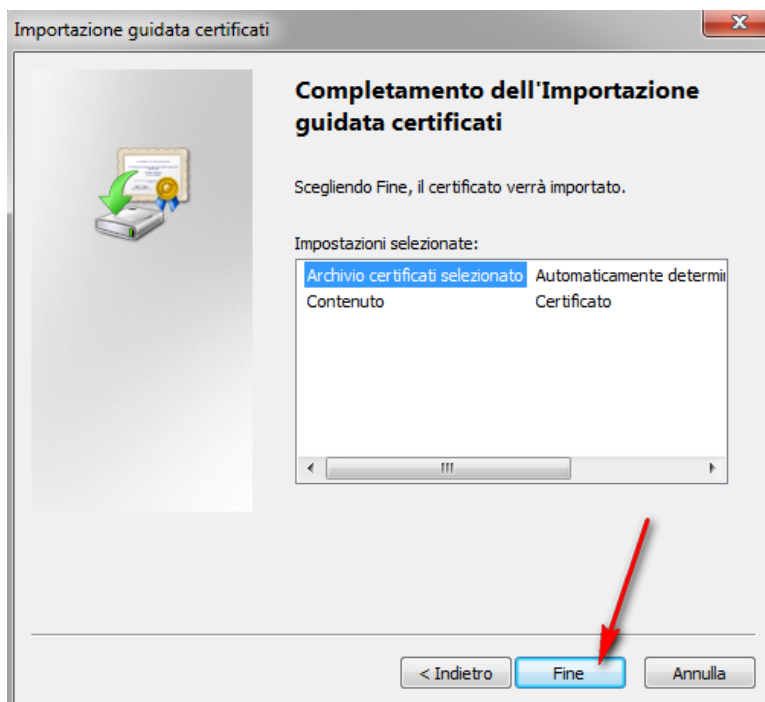 Importazione guidata certificati
Completamento dell'Importazione
guidata certificati
Scegliendo Fine, il certificato verrà importato.
Impostazioni selezionate:
Archivio certificati selezionato Automaticamente determi
Contenuto Certificato
< Indietro Fine Annulla